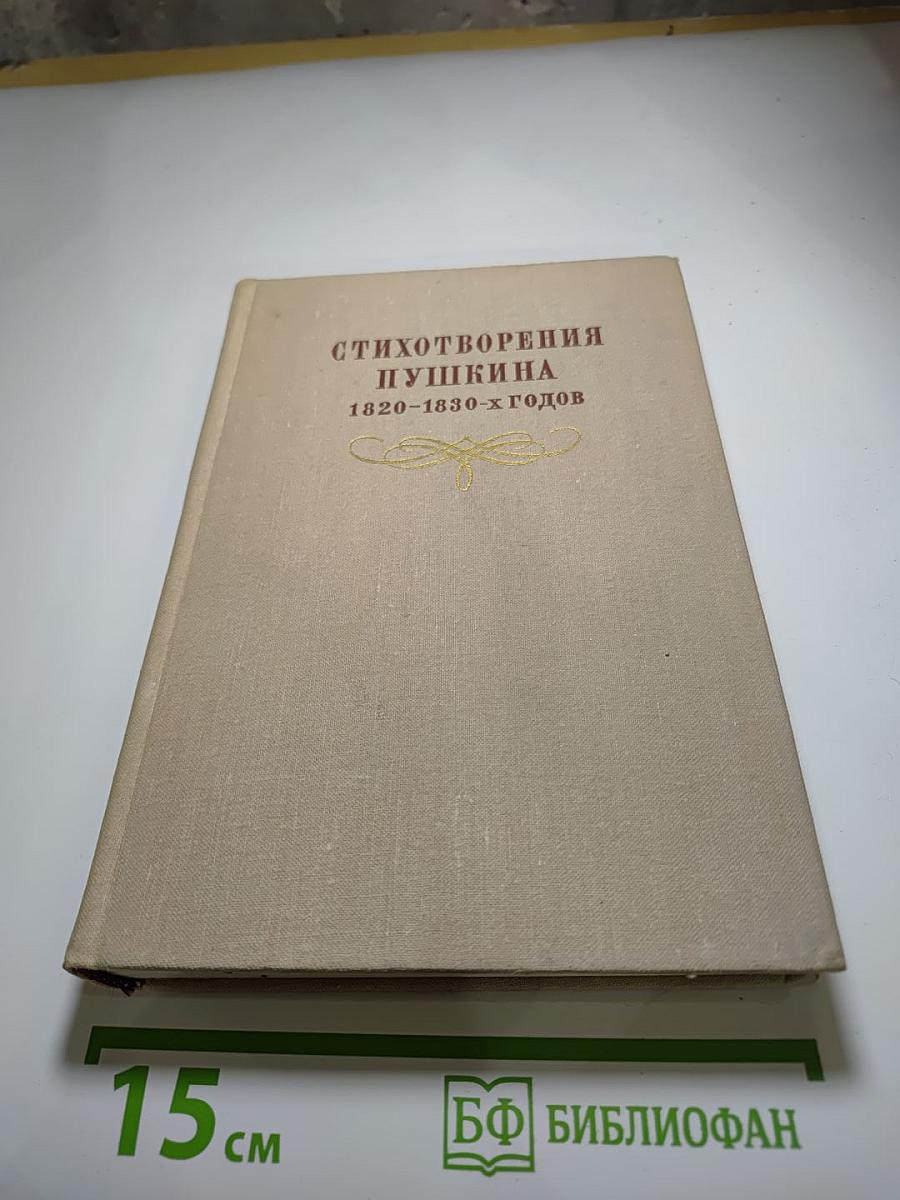 СТИХОТВОРЕНИЯ
ПУШКИНА
1820–1830-х ГОДОВ
15 см
БФ БИБЛИОФАН